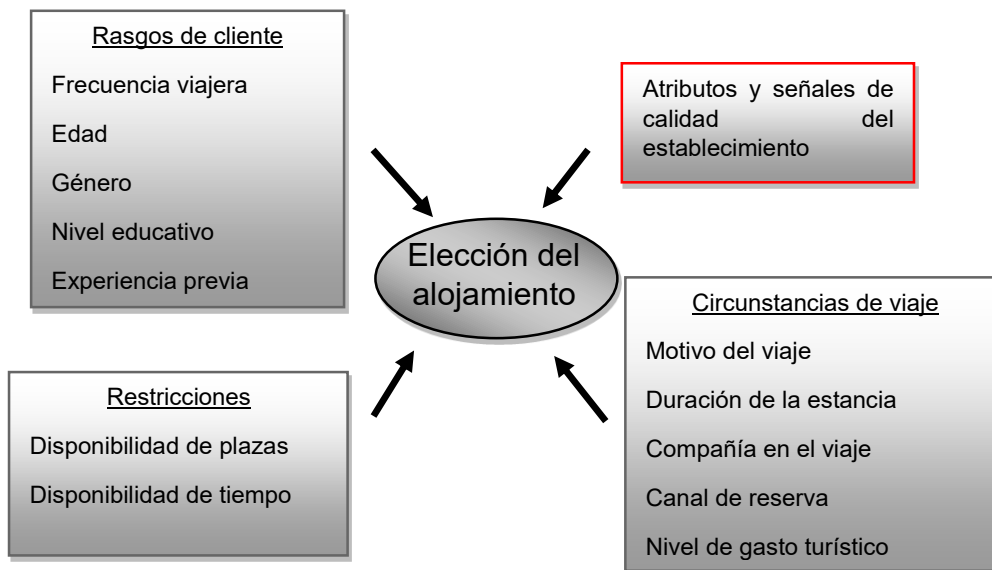 Rasgos de cliente
Frecuencia viajera
Edad
Género
Nivel educativo
Experiencia previa
Atributos y señales de
calidad del
establecimiento
Elección del
alojamiento
Restricciones
Disponibilidad de plazas
Disponibilidad de tiempo
Circunstancias de viaje
Motivo del viaje
Duración de la estancia
Compañía en el viaje
Canal de reserva
Nivel de gasto turístico